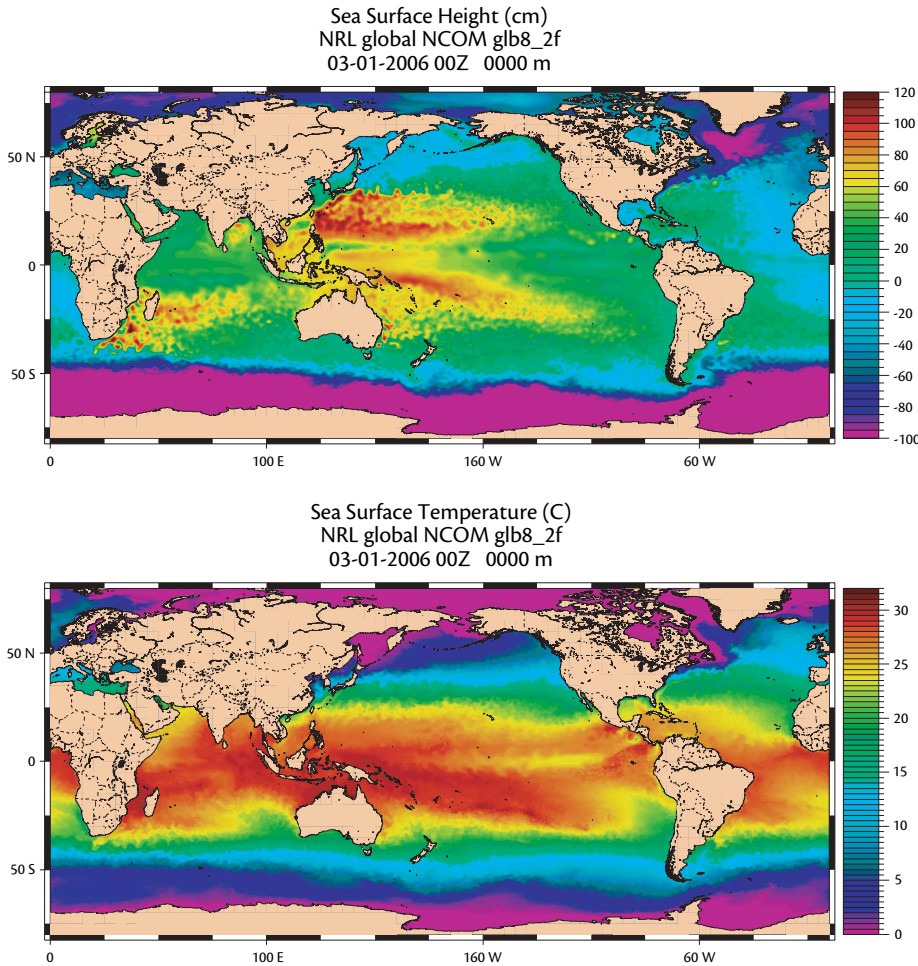 Sea Surface Height (cm)
NRL global NCOM glb8_2f
03-01-2006 00Z 0000 m
50 N
0
50 S
0
100 E
160 W
60 W
120
100
80
60
40
20
0
-20
-40
-60
-80
-100
Sea Surface Temperature (C)
NRL global NCOM glb8_2f
03-01-2006 00Z 0000 m
50 N
0
50 S
0
100 E
160 W
60 W
30
25
20
15
10
5
0